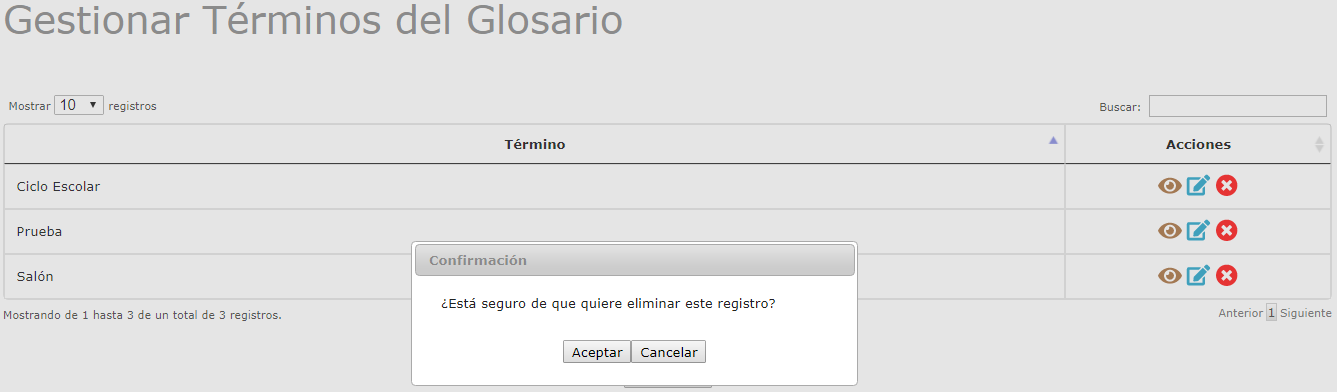 Gestionar Términos del Glosario
Mostrar 10 registros
Buscar:
Término Acciones
Ciclo Escolar
Prueba
Salón
Confirmación
¿Está seguro de que quiere eliminar este registro?
Aceptar Cancelar
Mostrando de 1 hasta 3 de un total de 3 registros.
Anterior 1 Siguiente